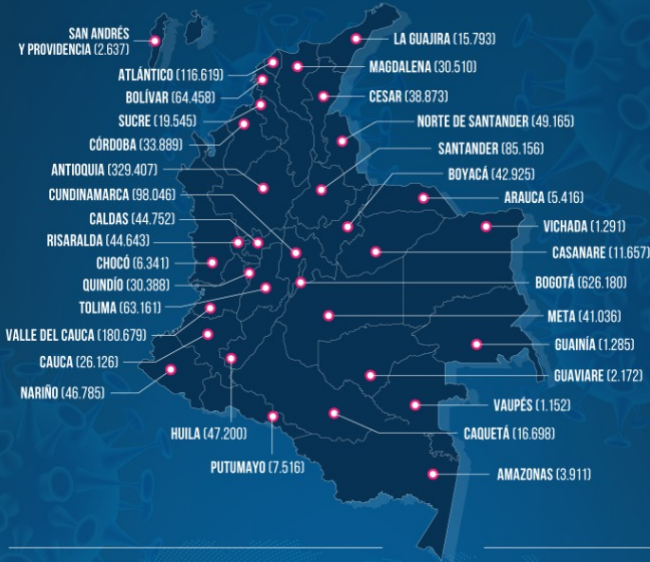 SAN ANDRÉS
Y PROVIDENCIA (2.637)
ATLÁNTICO (116.619)
BOLÍVAR (64.458)
SUCRE (19.545)
CÓRDOBA (33.889)
ANTIOQUIA (329.407)
CUNDINAMARCA (98.046)
CALDAS (44.752)
RISARALDA (44.643)
CHOCÓ (6.341)
QUINDÍO (30.388)
TOLIMA (63.161)
VALLE DEL CAUCA (180.679)
CAUCA (26.126)
NARIÑO (46.785)
HUILA (47.200)
PUTUMAYO (7.516)
LA GUAJIRA (15.793)
MAGDALENA (30.510)
CESAR (38.873)
NORTE DE SANTANDER (49.165)
SANTANDER (85.156)
BOYACÁ (42.925)
ARAUCA (5.416)
VICHADA (1.291)
CASANARE (11.657)
BOGOTÁ (626.180)
META (41.036)
GUAINÍA (1.285)
GUAVIARE (2.172)
VAUPÉS (1.152)
CAQUETÁ (16.698)
AMAZONAS (3.911)